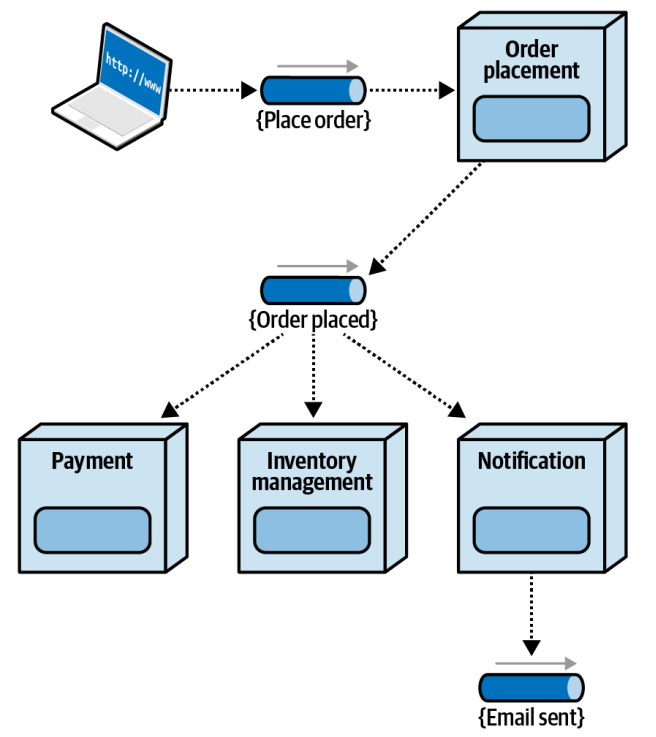 http://www
Order
placement
{Place order}
{Order placed}
Payment
Inventory
management
Notification
{Email sent}